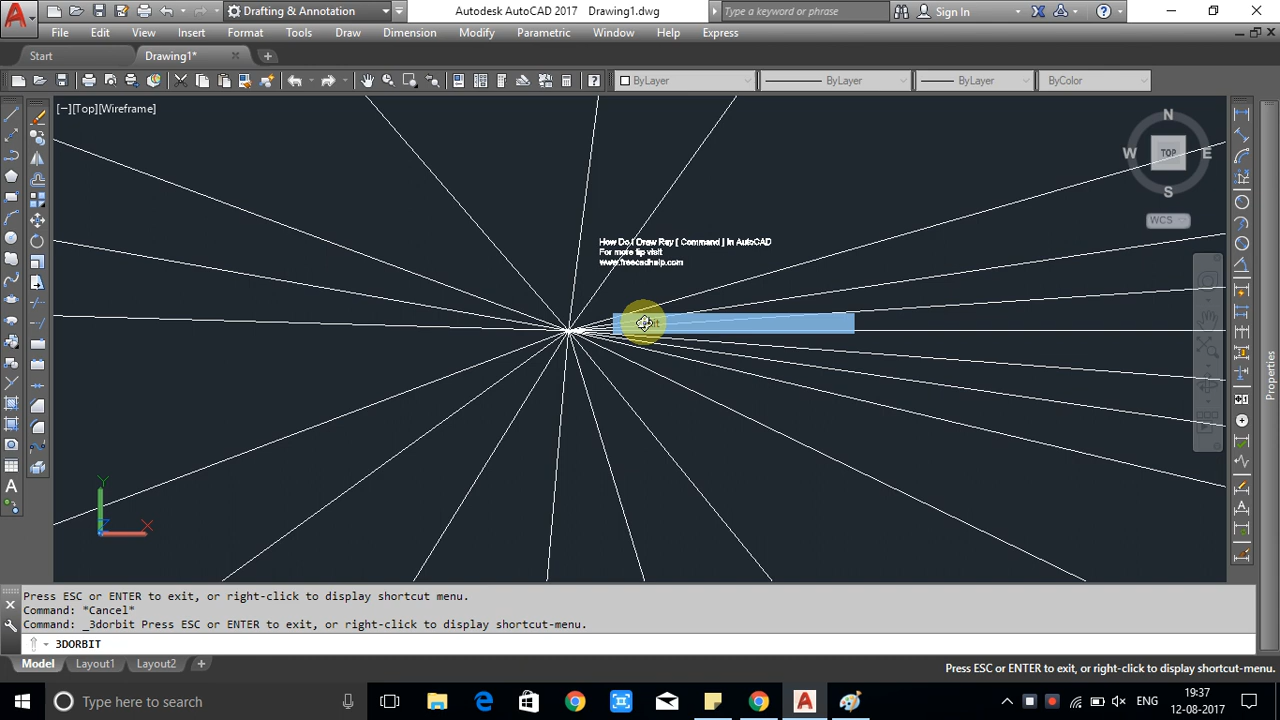 Drafting & Annotation
Autodesk AutoCAD 2017 Drawing1.dwg
Type a keyword or phrase
Sign In
File Edit View Insert Format Tools Draw Dimension Modify Parametric Window Help Express
Start
Drawing1*
ByLayer
ByLayer
ByLayer
ByColor
[−][Top][Wireframe]
N
W
TOP
E
S
WCS
How Do I Draw Ray [ Command ] In AutoCAD
For more tip visit
www.freecadhelp.com
Properties
Y
X
Press ESC or ENTER to exit, or right-click to display shortcut menu.
Command: "Cancel"
Command: _3dorbit Press ESC or ENTER to exit, or right-click to display shortcut-menu.
3DORBIT
Model
Layout1
Layout2
Press ESC or ENTER to exit, or right-click to display shortcut-menu.
Type here to search
ENG
19:37
12-08-2017